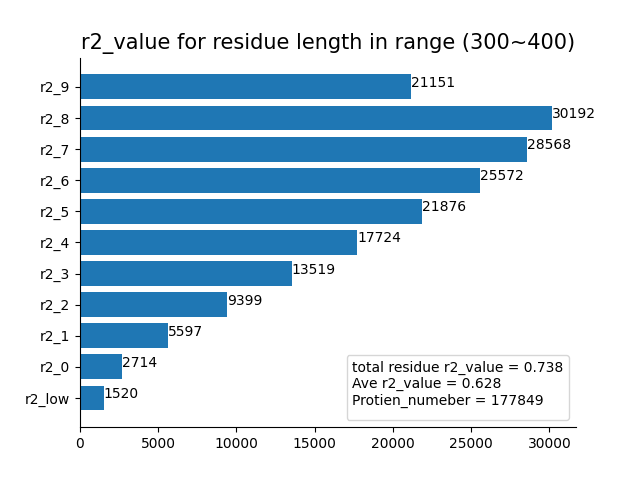 r2_value for residue length in range (300~400)
r2_9 21151
r2_8 30192
r2_7 28568
r2_6 25572
r2_5 21876
r2_4 17724
r2_3 13519
r2_2 9399
r2_1 5597
r2_0 2714
r2_low 1520
total residue r2_value = 0.738
Ave r2_value = 0.628
Protien_numeber = 177849
0 5000 10000 15000 20000 25000 30000